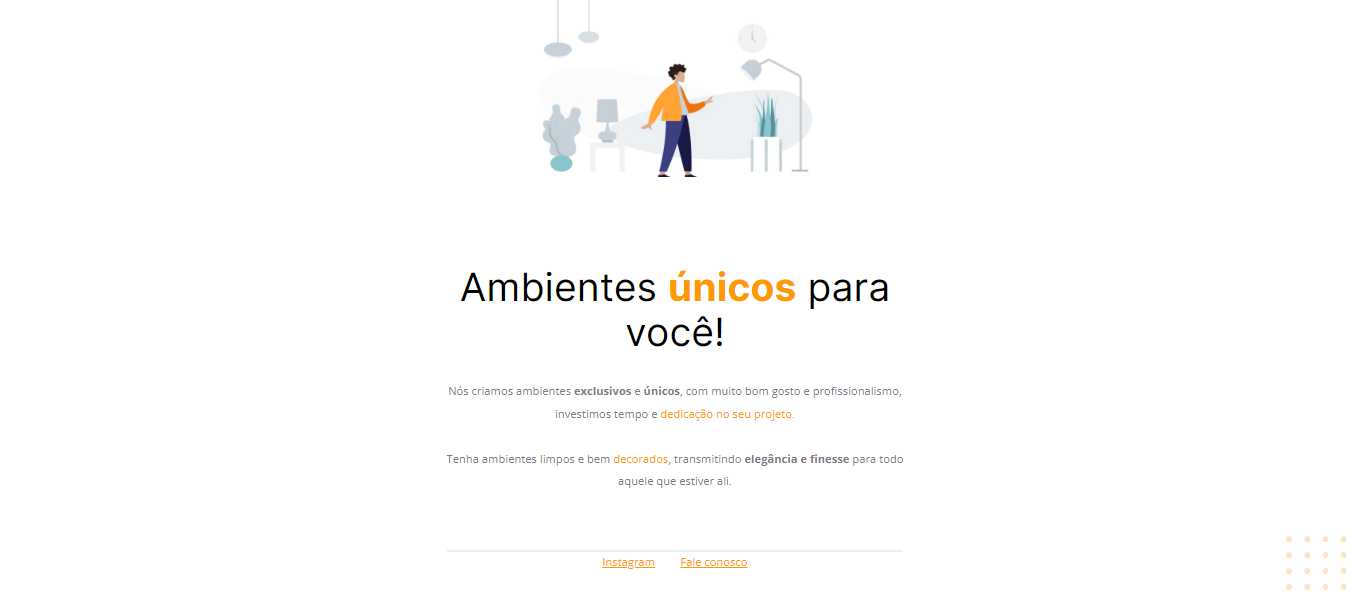 Ambientes únicos para
você!
Nós criamos ambientes exclusivos e únicos, com muito bom gosto e profissionalismo,
investimos tempo e dedicação no seu projeto.
Tenha ambientes limpos e bem decorados, transmitindo elegância e finesse para todo
aquele que estiver ali.
Instagram Fale conosco